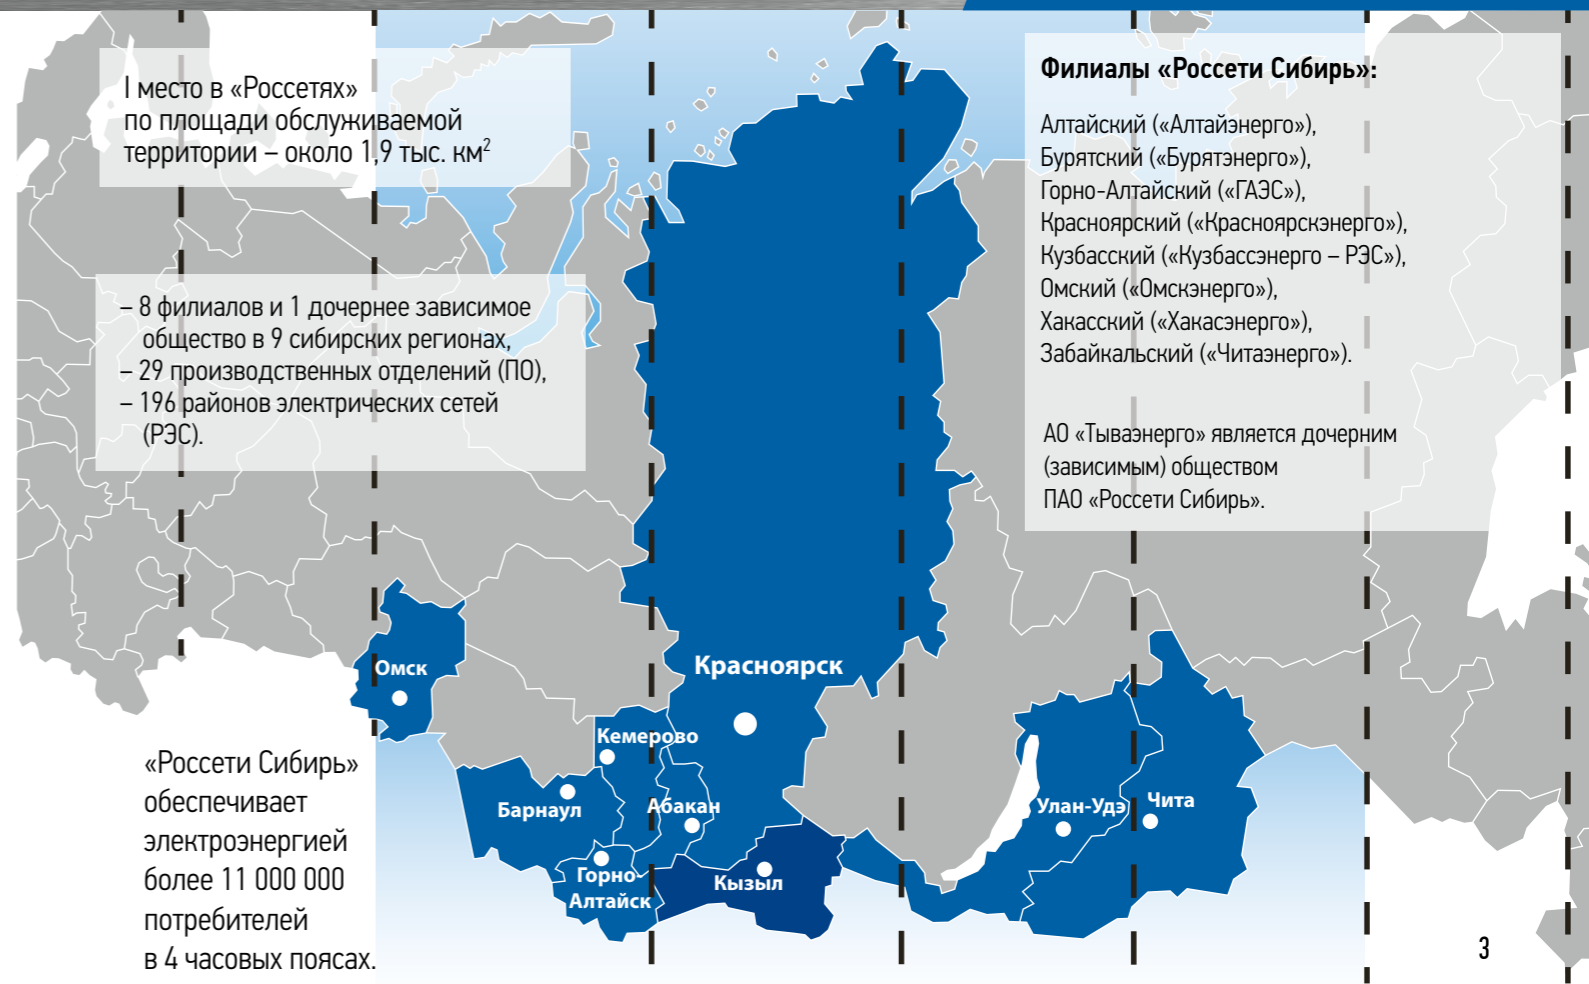 I место в «Россетях»
по площади обслуживаемой
территории – около 1,9 тыс. км²
– 8 филиалов и 1 дочернее зависимое
общество в 9 сибирских регионах,
– 29 производственных отделений (ПО),
– 196 районов электрических сетей
(РЭС).
Филиалы «Россети Сибирь»:
Алтайский («Алтайэнерго»),
Бурятский («Бурятэнерго»),
Горно-Алтайский («ГАЭС»),
Красноярский («Красноярскэнерго»),
Кузбасский («Кузбассэнерго – РЭС»),
Омский («Омскэнерго»),
Хакасский («Хакасэнерго»),
Забайкальский («Читаэнерго»).
АО «Тываэнерго» является дочерним
(зависимым) обществом
ПАО «Россети Сибирь».
Омск
Красноярск
Кемерово
Барнаул
Абакан
Горно-
Алтайск
Кызыл
Улан-Удэ
Чита
«Россети Сибирь»
обеспечивает
электроэнергией
более 11 000 000
потребителей
в 4 часовых поясах.
3